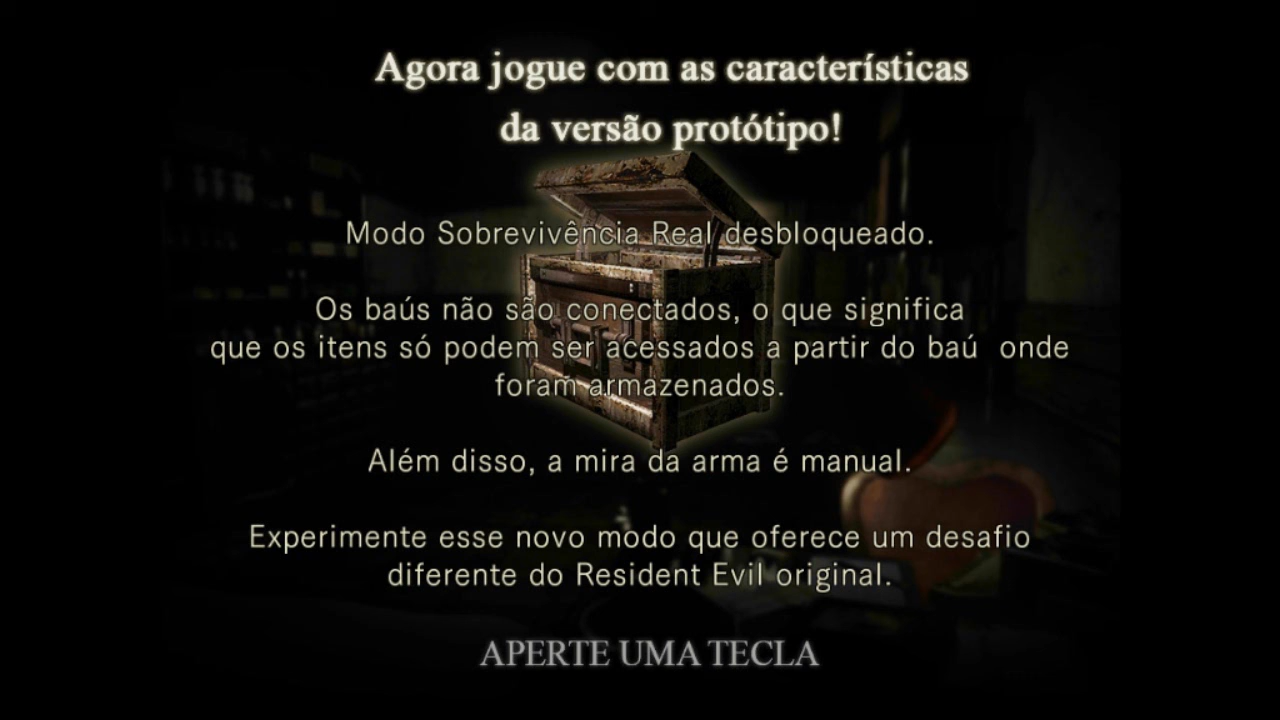 Agora jogue com as características
da versão protótipo!
Modo Sobrevivência Real desbloqueado.
Os baús não são conectados, o que significa
que os itens só podem ser acessados a partir do baú  onde
foram armazenados.
Além disso, a mira da arma é manual.
Experimente esse novo modo que oferece um desafio
diferente do Resident Evil original.
APERTE UMA TECLA